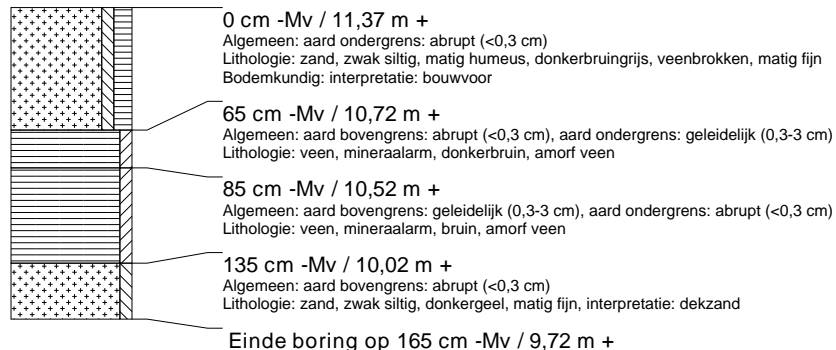 0 cm -Mv / 11,37 m +
Algemeen: aard ondergrens: abrupt (<0,3 cm)
Lithologie: zand, zwak siltig, matig humeus, donkerbruingrijs, veenbrokken, matig fijn
Bodemkundig: interpretatie: bouwvoor
65 cm -Mv / 10,72 m +
Algemeen: aard bovengrens: abrupt (<0,3 cm), aard ondergrens: geleidelijk (0,3-3 cm)
Lithologie: veen, mineraalarm, donkerbruin, amorf veen
85 cm -Mv / 10,52 m +
Algemeen: aard bovengrens: geleidelijk (0,3-3 cm), aard ondergrens: abrupt (<0,3 cm)
Lithologie: veen, mineraalarm, bruin, amorf veen
135 cm -Mv / 10,02 m +
Algemeen: aard bovengrens: abrupt (<0,3 cm)
Lithologie: zand, zwak siltig, donkergeel, matig fijn, interpretatie: dekzand
Einde boring op 165 cm -Mv / 9,72 m +